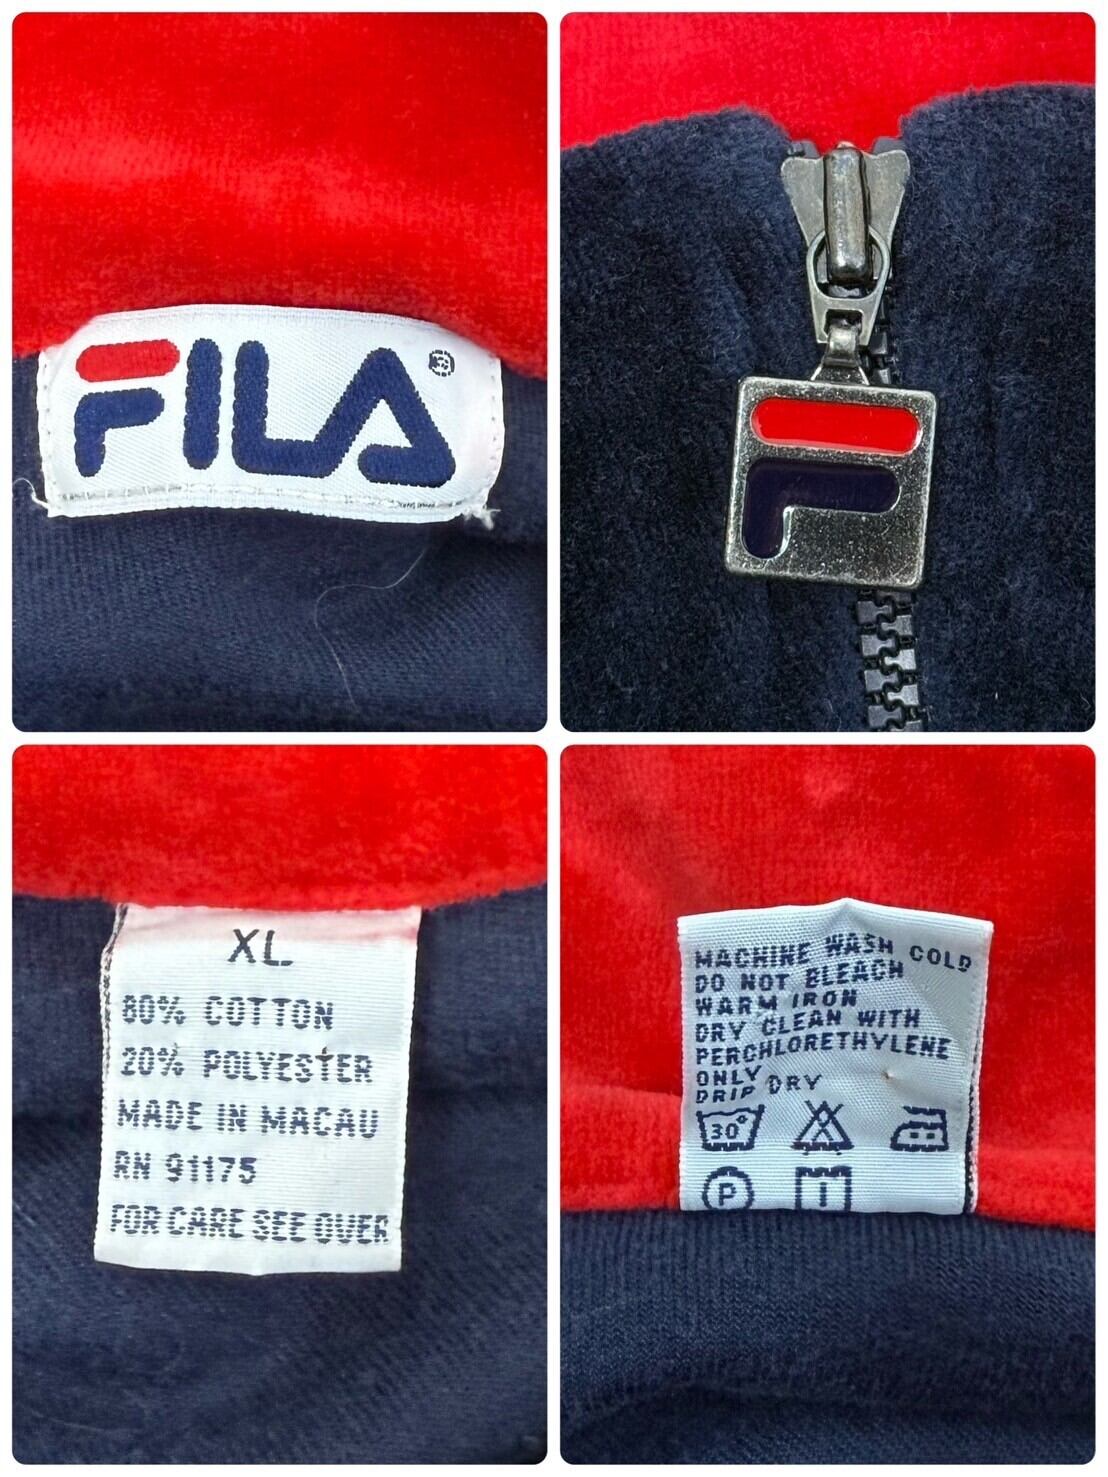 FILA®
F
XL
80% COTTON
20% POLYESTER
MADE IN MACAU
RN 91175
FOR CARE SEE OVER
MACHINE WASH COLD
DO NOT BLEACH
WARM IRON
DRY CLEAN WITH
PERCHLORETHYLENE
ONLY
DRIP DRY
30°
P